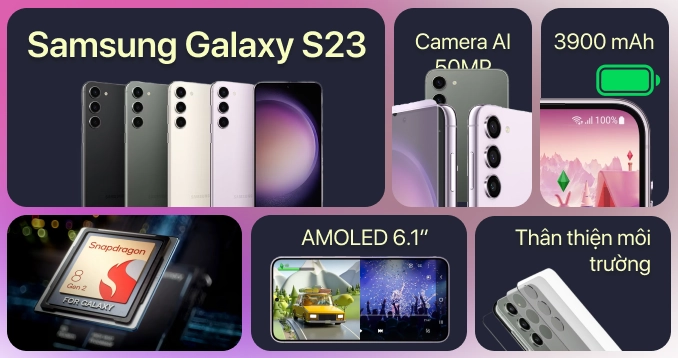 Samsung Galaxy S23
Camera AI
50MP
3900 mAh
100%
Snapdragon
8
Gen 2
FOR GALAXY
AMOLED 6.1“
Thân thiện môi
trường